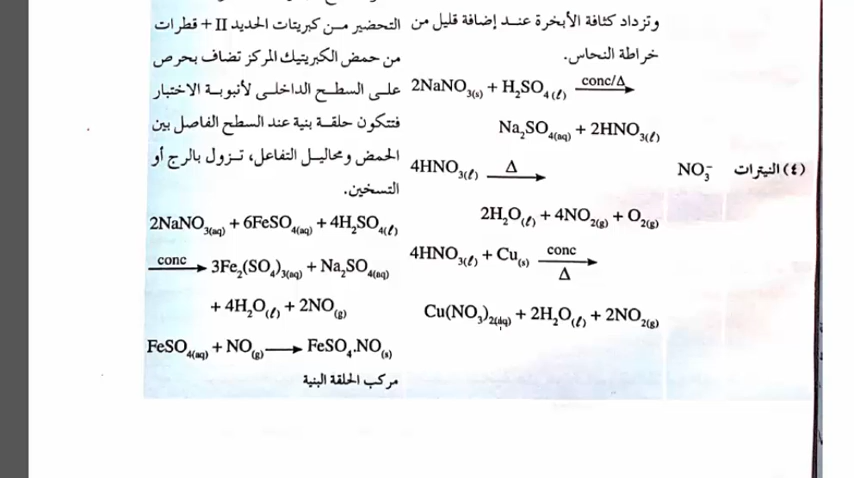 (٤) النيترات NO₃⁻
وتزداد كثافة الأبخرة عند إضافة قليل من
خراطة النحاس.
2NaNO₃(s) + H₂SO₄(ℓ) conc/Δ →
Na₂SO₄(aq) + 2HNO₃(ℓ)
4HNO₃(ℓ) Δ →
2H₂O(ℓ) + 4NO₂(g) + O₂(g)
4HNO₃(ℓ) + Cu(s) conc Δ →
Cu(NO₃)₂(aq) + 2H₂O(ℓ) + 2NO₂(g)
التحضير من كبريتات الحديد II + قطرات
من حمض الكبريتيك المركز تضاف بحرص
على السطح الداخلى لأنبوبة الاختبار
فتتكون حلقة بنية عند السطح الفاصل بين
الحمض ومحاليل التفاعل، تزول بالرج أو
التسخين.
2NaNO₃(aq) + 6FeSO₄(aq) + 4H₂SO₄(ℓ)
conc → 3Fe₂(SO₄)₃(aq) + Na₂SO₄(aq)
+ 4H₂O(ℓ) + 2NO(g)
FeSO₄(aq) + NO(g) → FeSO₄.NO(s)
مركب الحلقة البنية